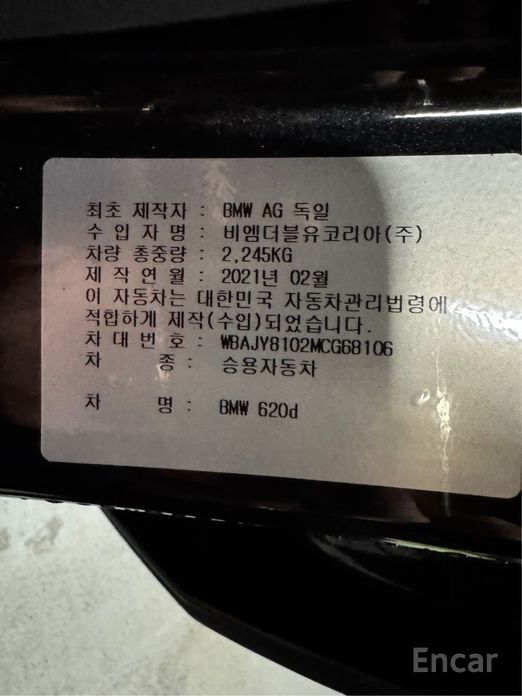 최초 제작자 : BMW AG 독일
수 입 자 명 : 비엠더블유코리아(주)
차량 총중량 : 2,245KG
제 작 연 월 : 2021년 02월
이 자동차는 대한민국 자동차관리법령에
적합하게 제작(수입)되었습니다.
차 대 번 호 : WBAJY8102MCG68106
차 종 : 승용자동차
차 명 : BMW 620d
Encar